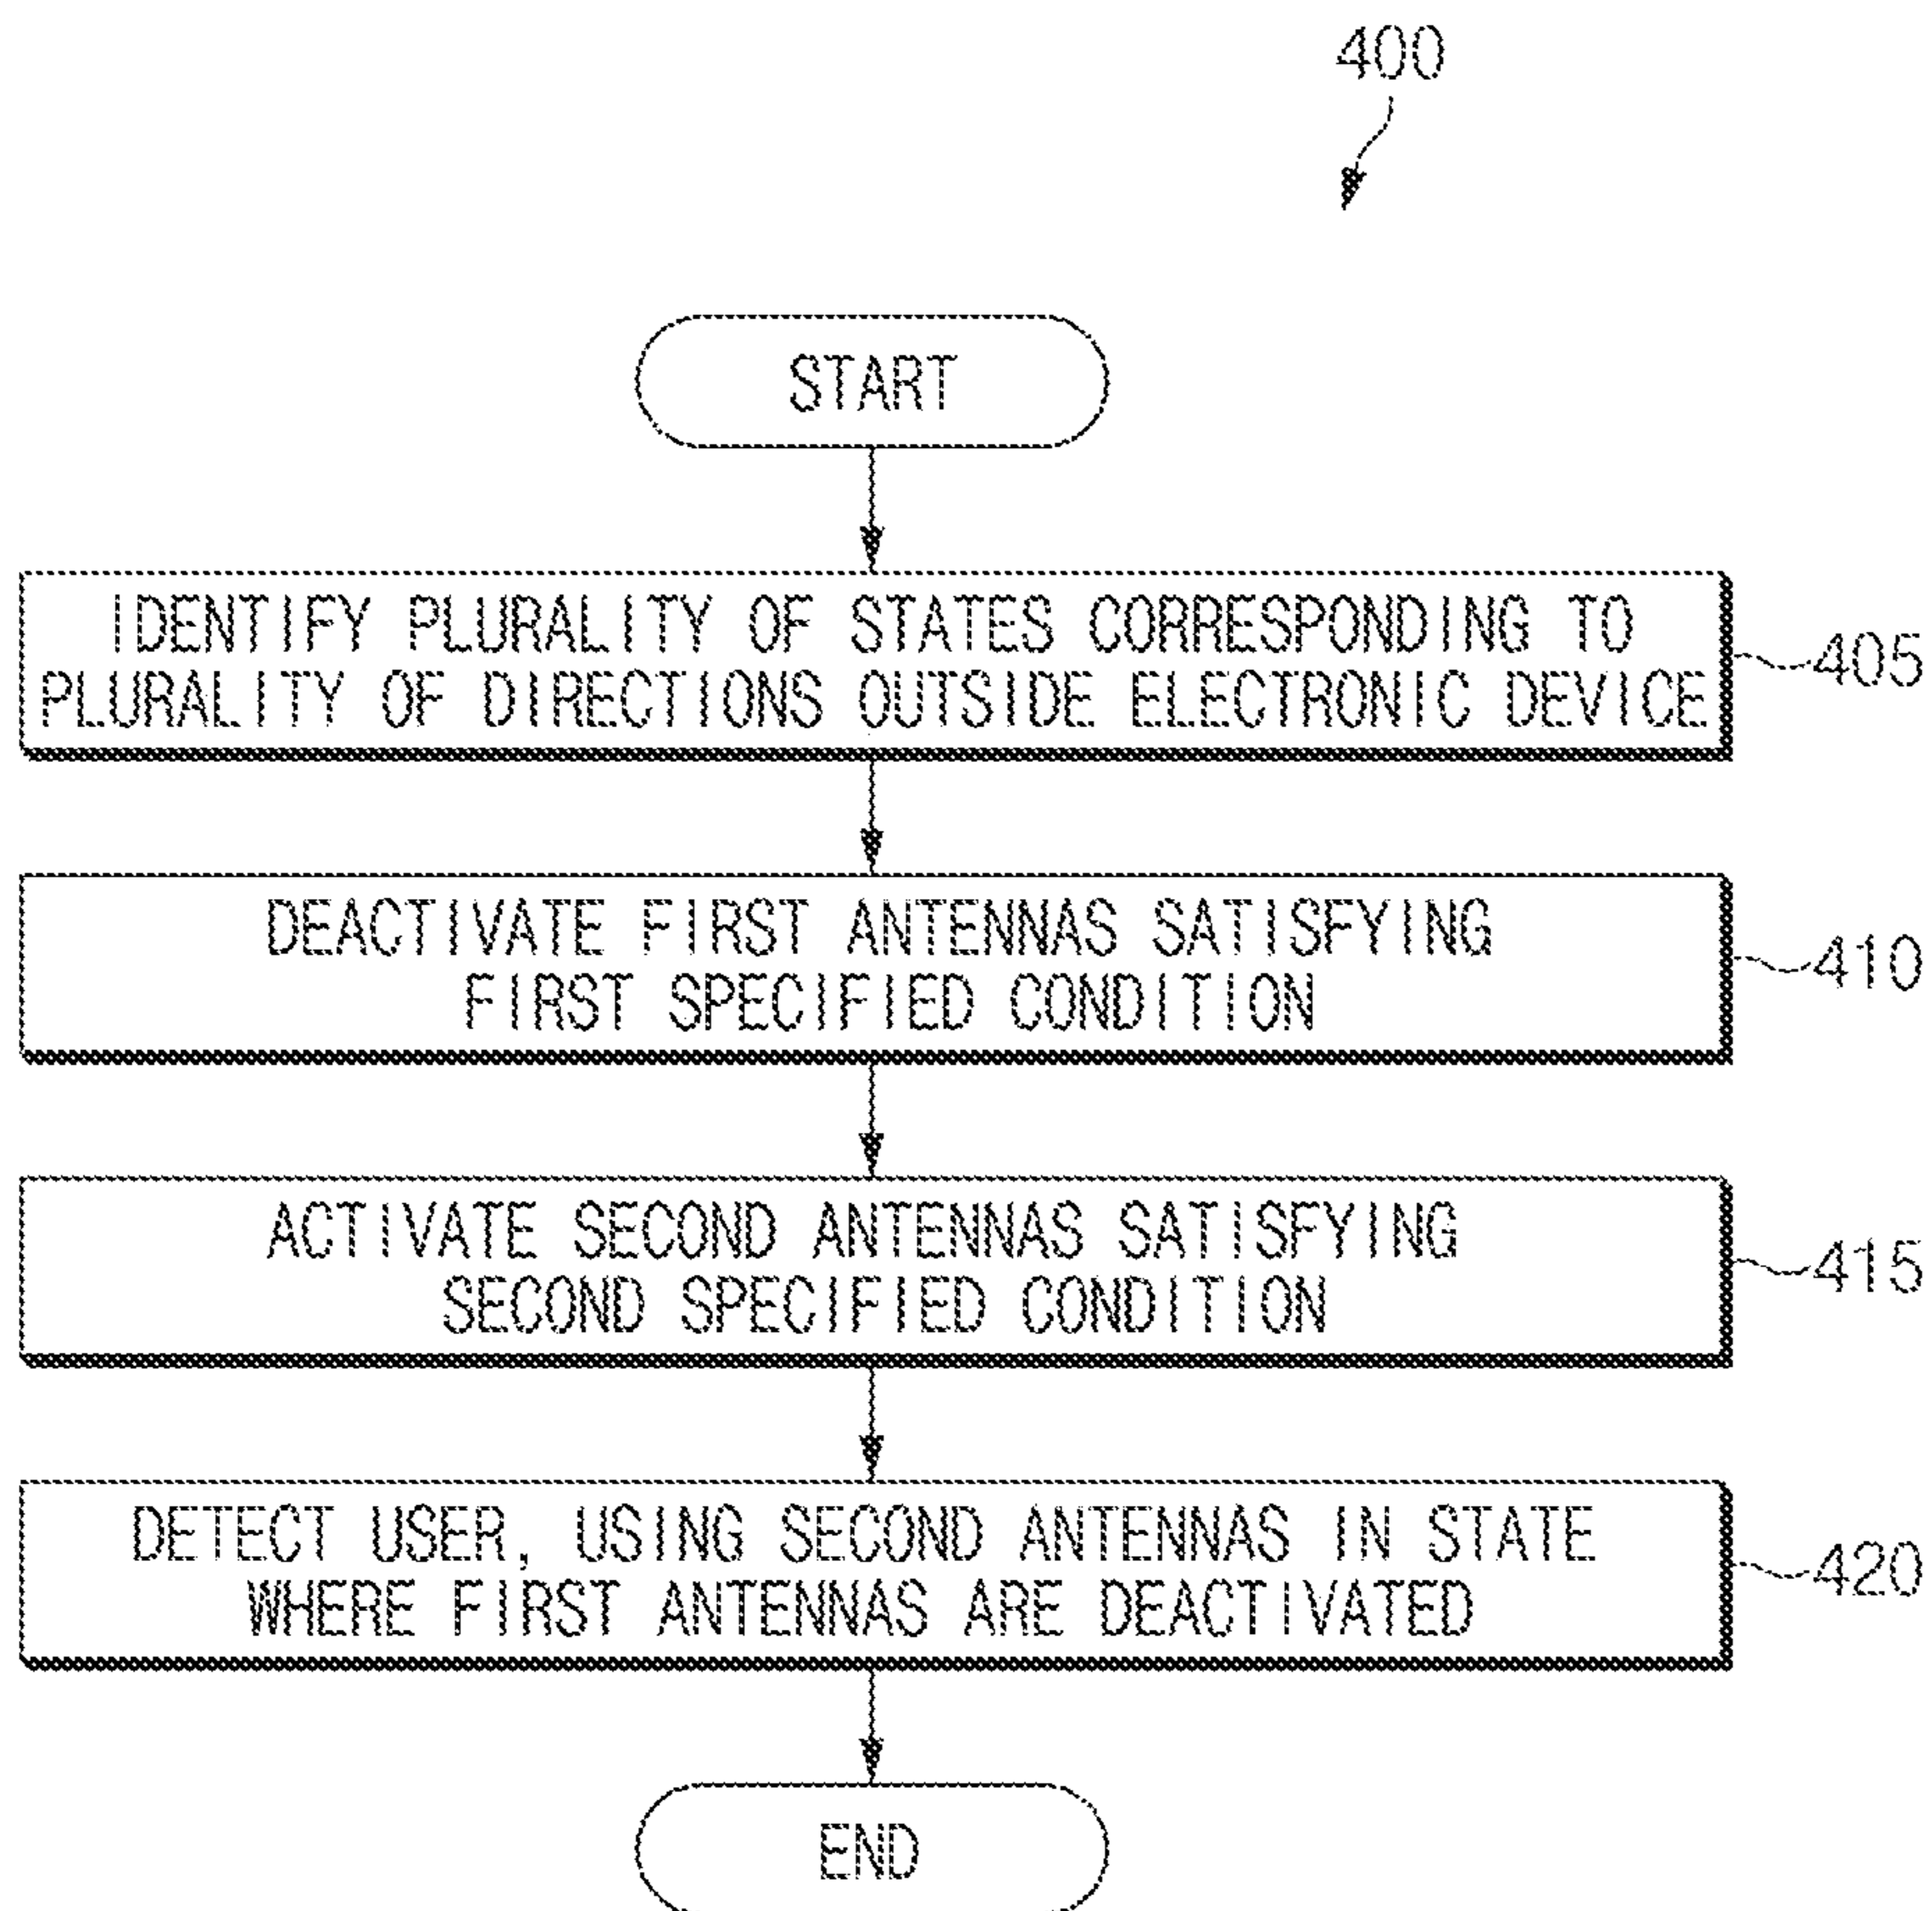 400
START
IDENTIFY PLURALITY OF STATES CORRESPONDING TO
PLURALITY OF DIRECTIONS OUTSIDE ELECTRONIC DEVICE
405
DEACTIVATE FIRST ANTENNAS SATISFYING
FIRST SPECIFIED CONDITION
410
ACTIVATE SECOND ANTENNAS SATISFYING
SECOND SPECIFIED CONDITION
415
DETECT USER, USING SECOND ANTENNAS IN STATE
WHERE FIRST ANTENNAS ARE DEACTIVATED
420
END